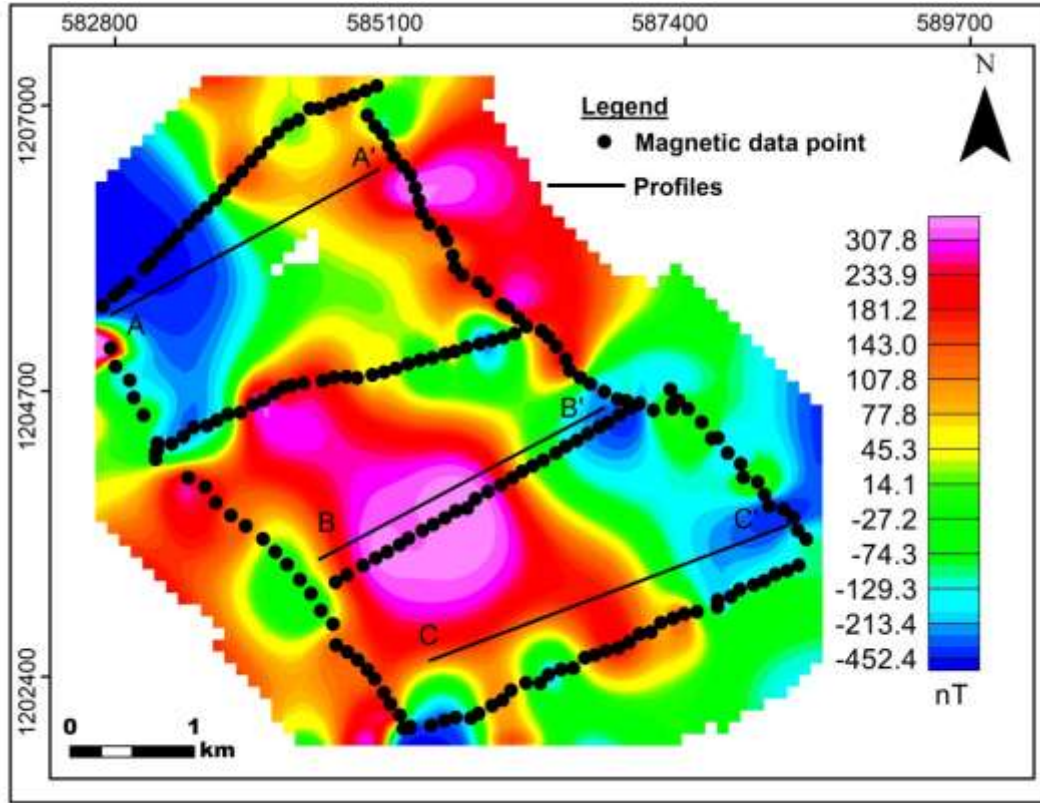 582800 585100 587400 589700
N
1207000
Legend
Magnetic data point
A'
Profiles
307.8
233.9
181.2
143.0
107.8
77.8
45.3
14.1
-27.2
-74.3
-129.3
-213.4
-452.4
nT
A
1204700
B'
B
C'
C
1202400
0 1
km